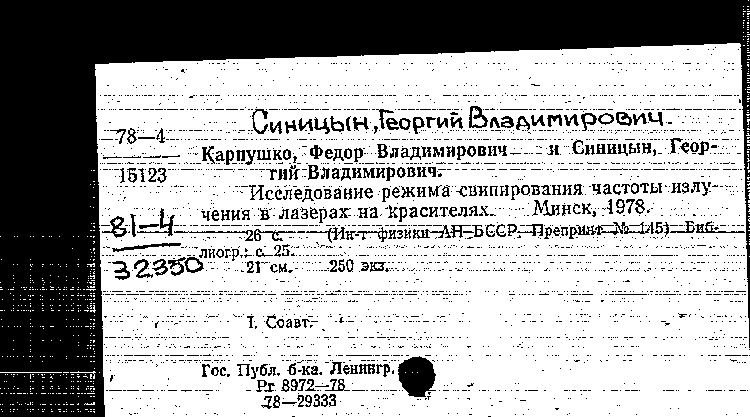 Синицын, Георгий Владимирович.
78—4
15123
Карпушко, Федор Владимирович и Синицын, Геор-
гий Владимирович.
Исследование режима свипирования частоты излу-
чения в лазерах на красителях. Минск, 1978.
81—4
32350
26 с. (Ин-т физики АН БССР. Препринт № 145) Биб-
лиогр.: с. 25.
21 см. 250 экз.
I. Соавт.
Гос. Публ. б-ка. Ленингр.
Рг 8972—78
78—29333